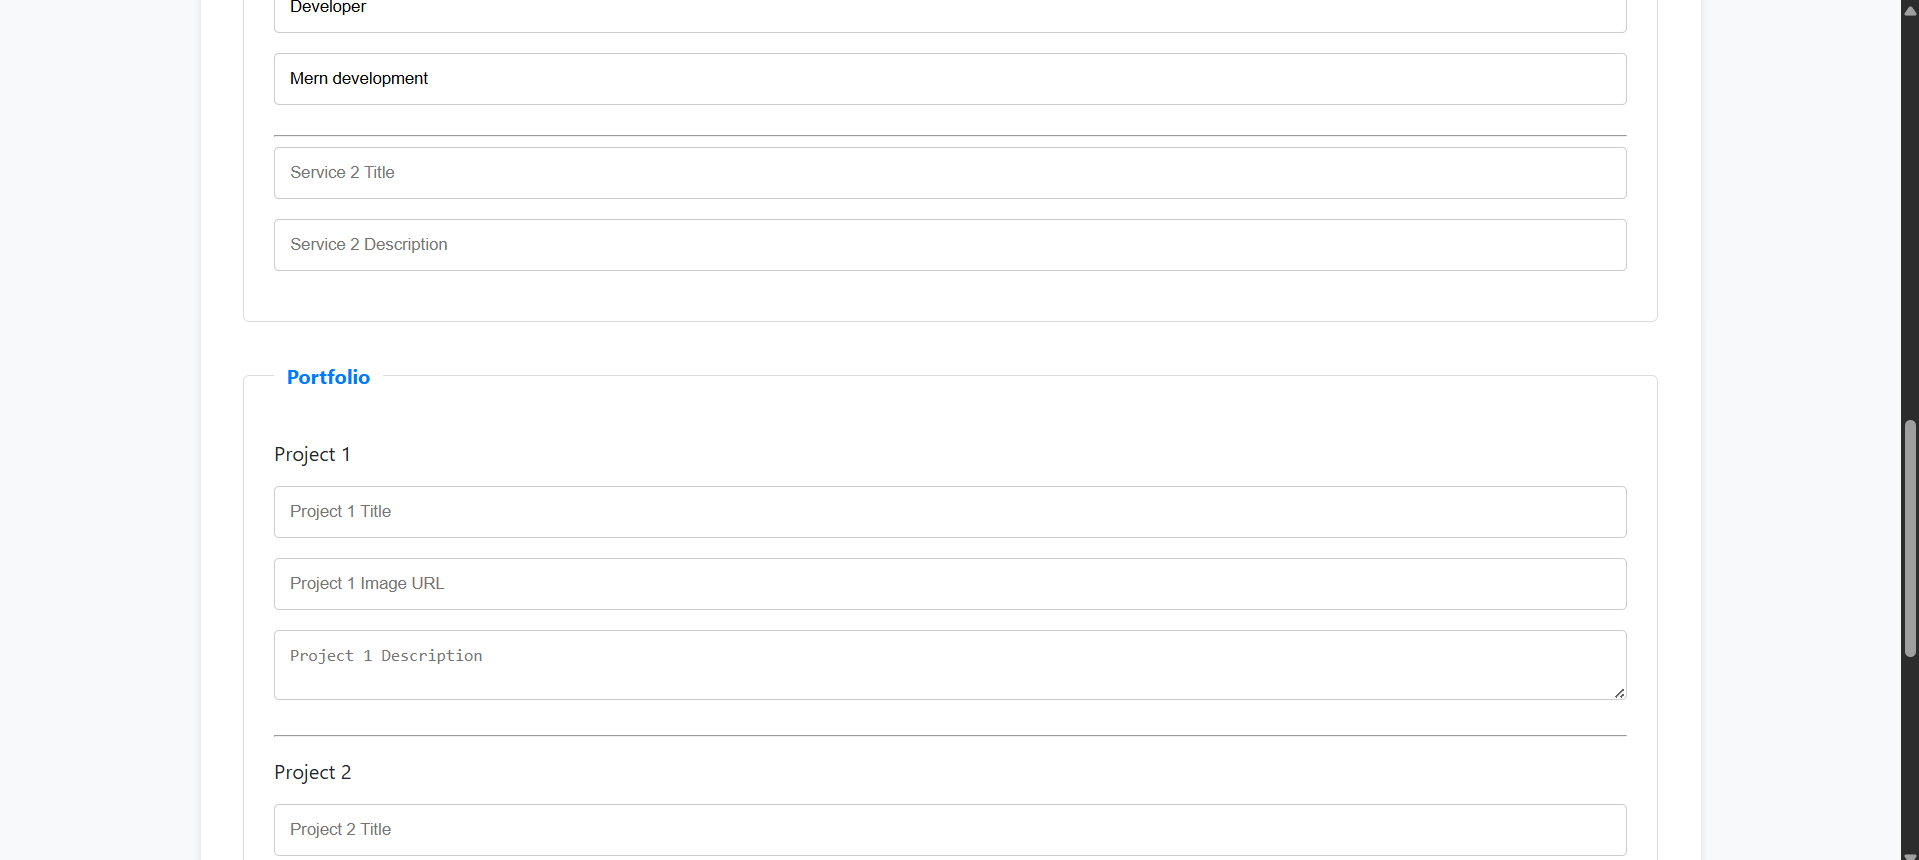 Developer
Mern development
Service 2 Title
Service 2 Description
Portfolio
Project 1
Project 1 Title
Project 1 Image URL
Project 1 Description
Project 2
Project 2 Title